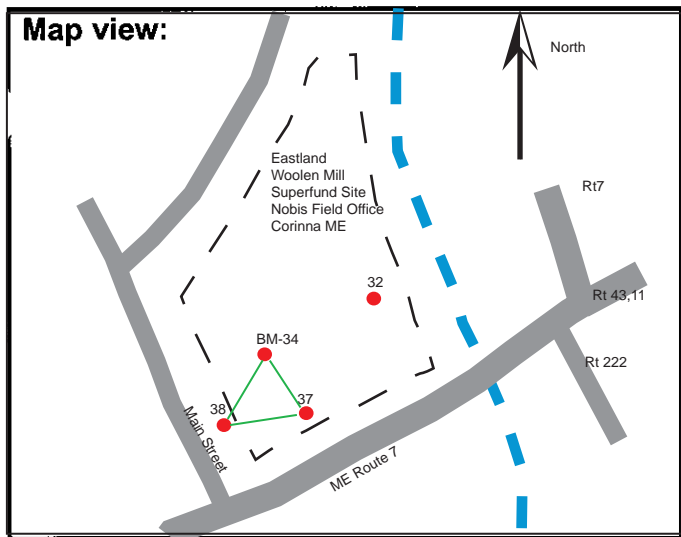 Map view:
North
Eastland
Woolen Mill
Superfund Site
Nobis Field Office
Corinna ME
Rt7
32
Rt 43,11
BM-34
Rt 222
37
38
Main Street
ME Route 7